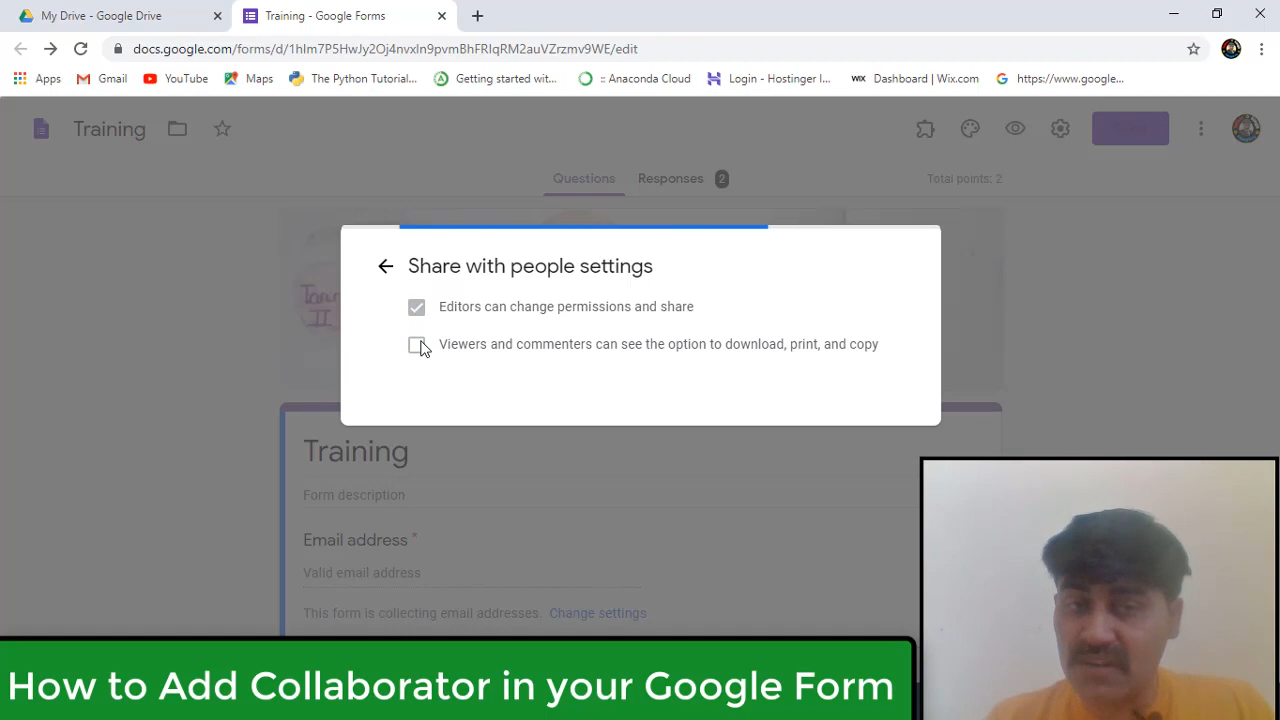 My Drive - Google Drive
Training - Google Forms
docs.google.com/forms/d/1hlm7P5HwJy2Oj4nvxln9pvmBhFRlqRM2auVZrzmv9WE/edit
Apps
Gmail
YouTube
Maps
The Python Tutorial...
Getting started wit...
:: Anaconda Cloud
Login - Hostinger I...
WIX Dashboard | Wix.com
https://www.google...
Training
Questions
Responses 2
Total points: 2
Share with people settings
Editors can change permissions and share
Viewers and commenters can see the option to download, print, and copy
II
Training
Form description
Email address *
Valid email address
This form is collecting email addresses. Change settings
How to Add Collaborator in your Google Form